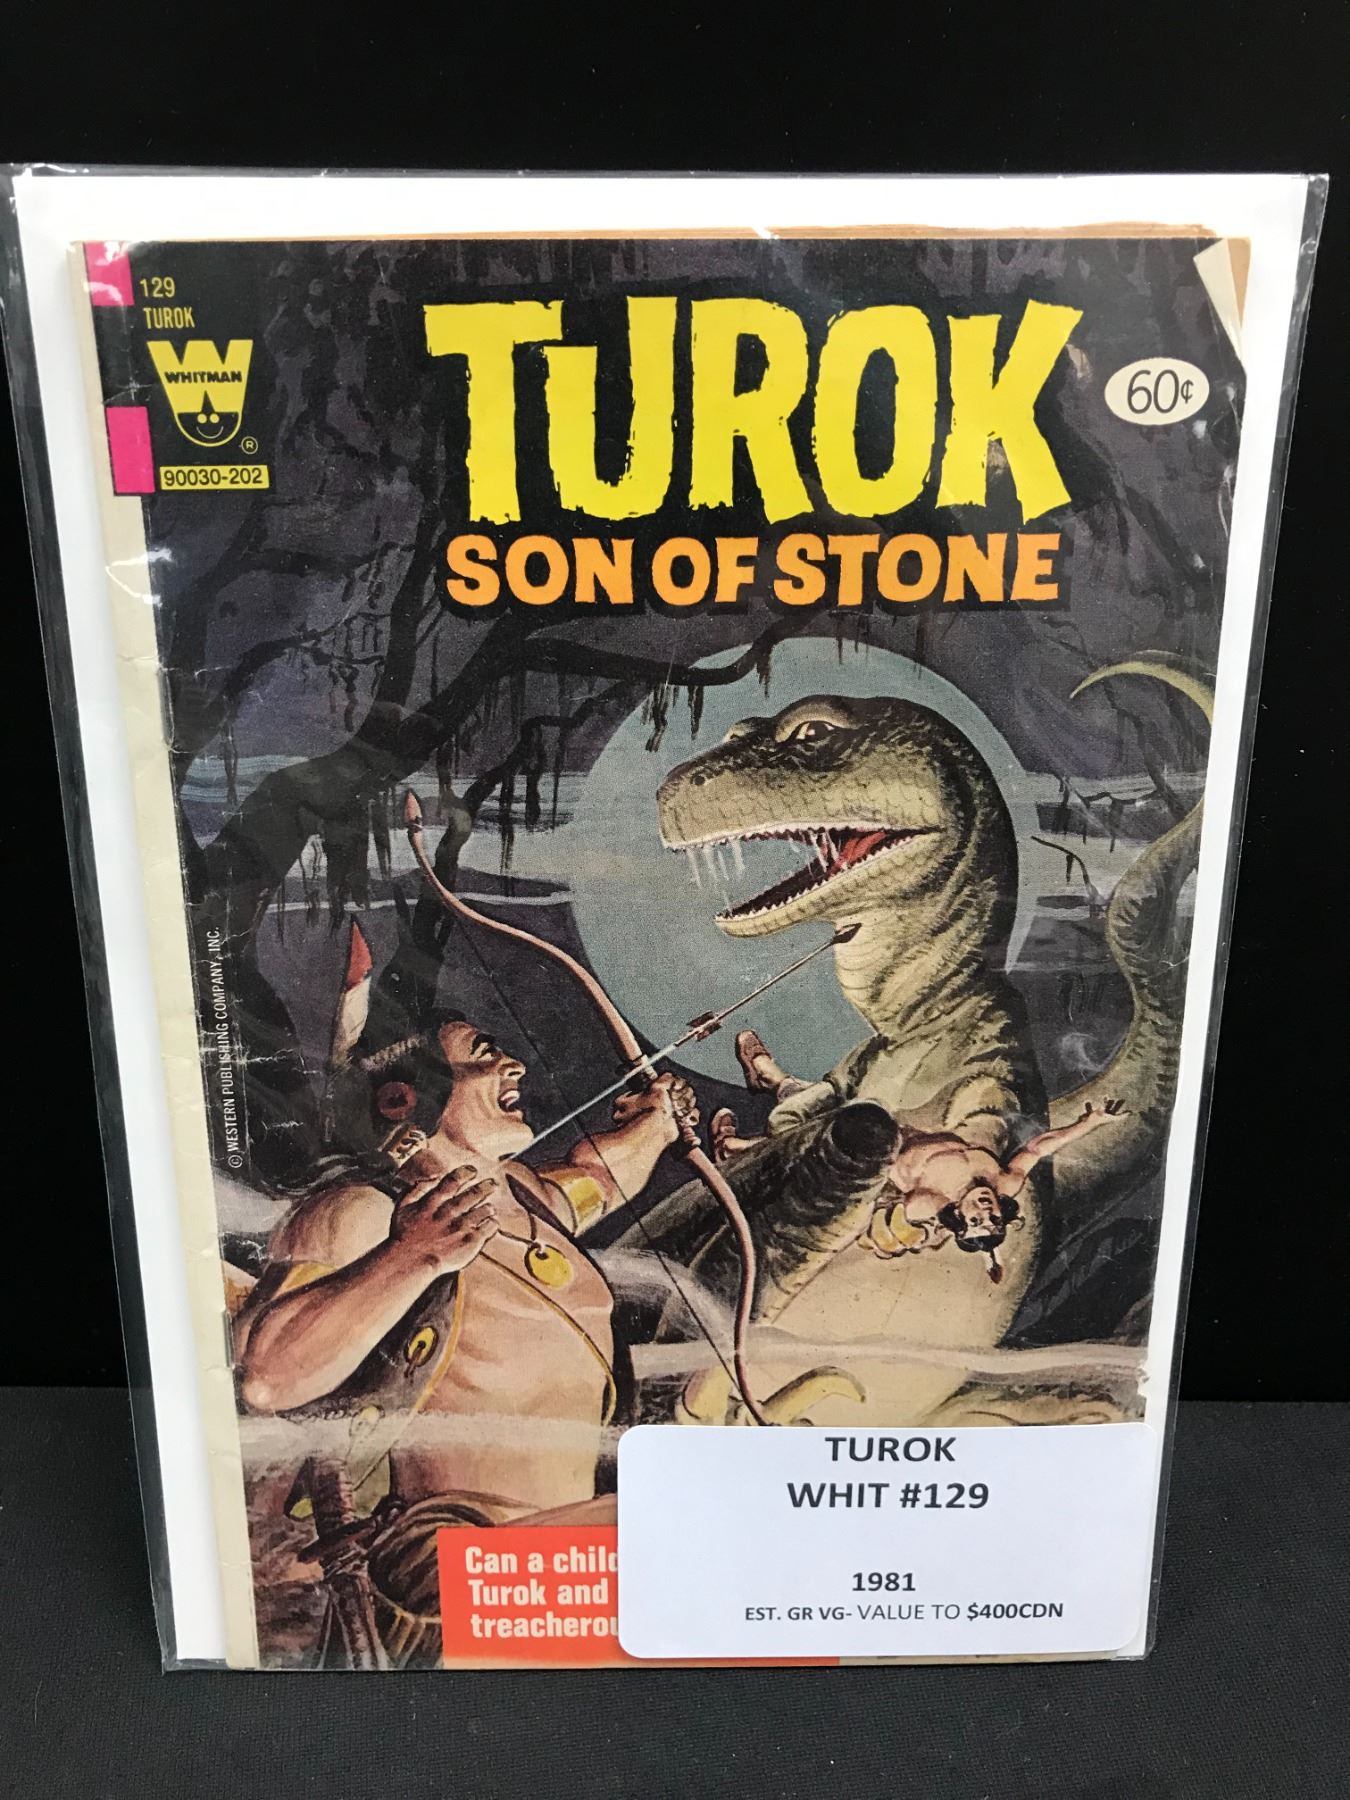 129
TUROK
WHITMAN
®
90030-202
TUROK
60¢
SON OF STONE
© WESTERN PUBLISHING COMPANY, INC.
Can a child
Turok and
treacherou
TUROK
WHIT #129
1981
EST. GR VG- VALUE TO $400CDN